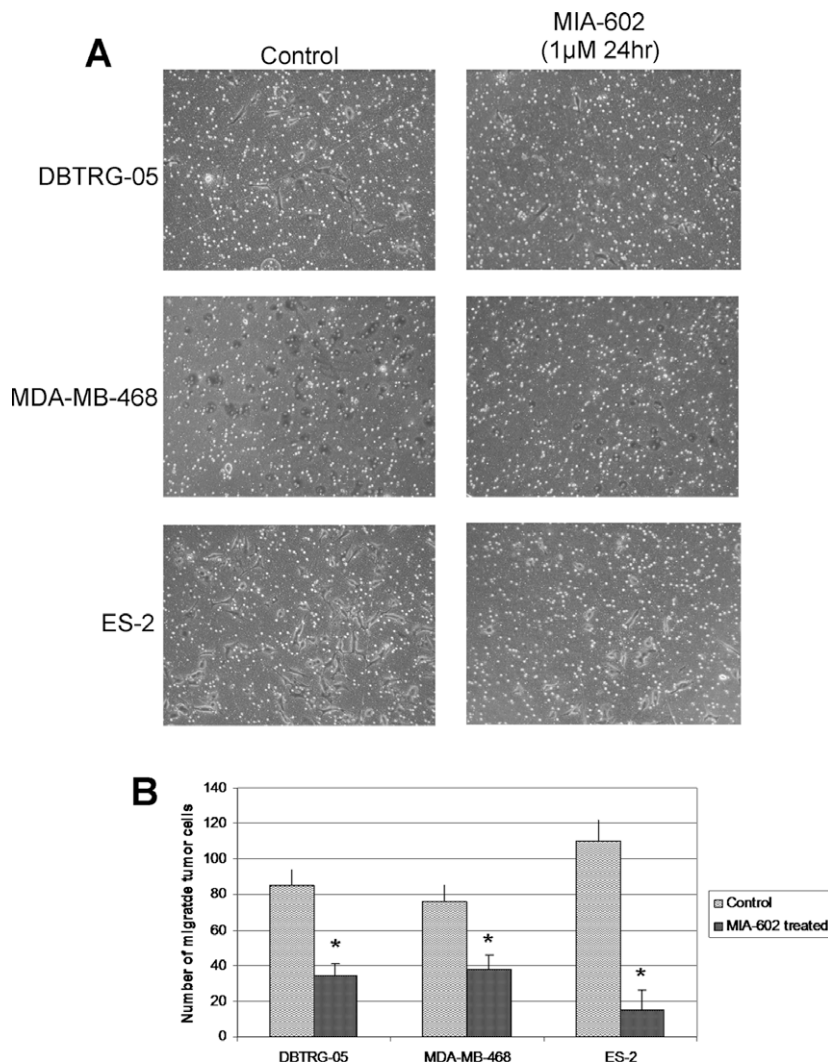 A
Control
MIA-602
(1µM 24hr)
DBTRG-05
MDA-MB-468
ES-2
B
Number of migratde tumor cells
140
120
100
80
60
40
20
0
*
*
*
DBTRG-05
MDA-MB-468
ES-2
Control
MIA-602 treated